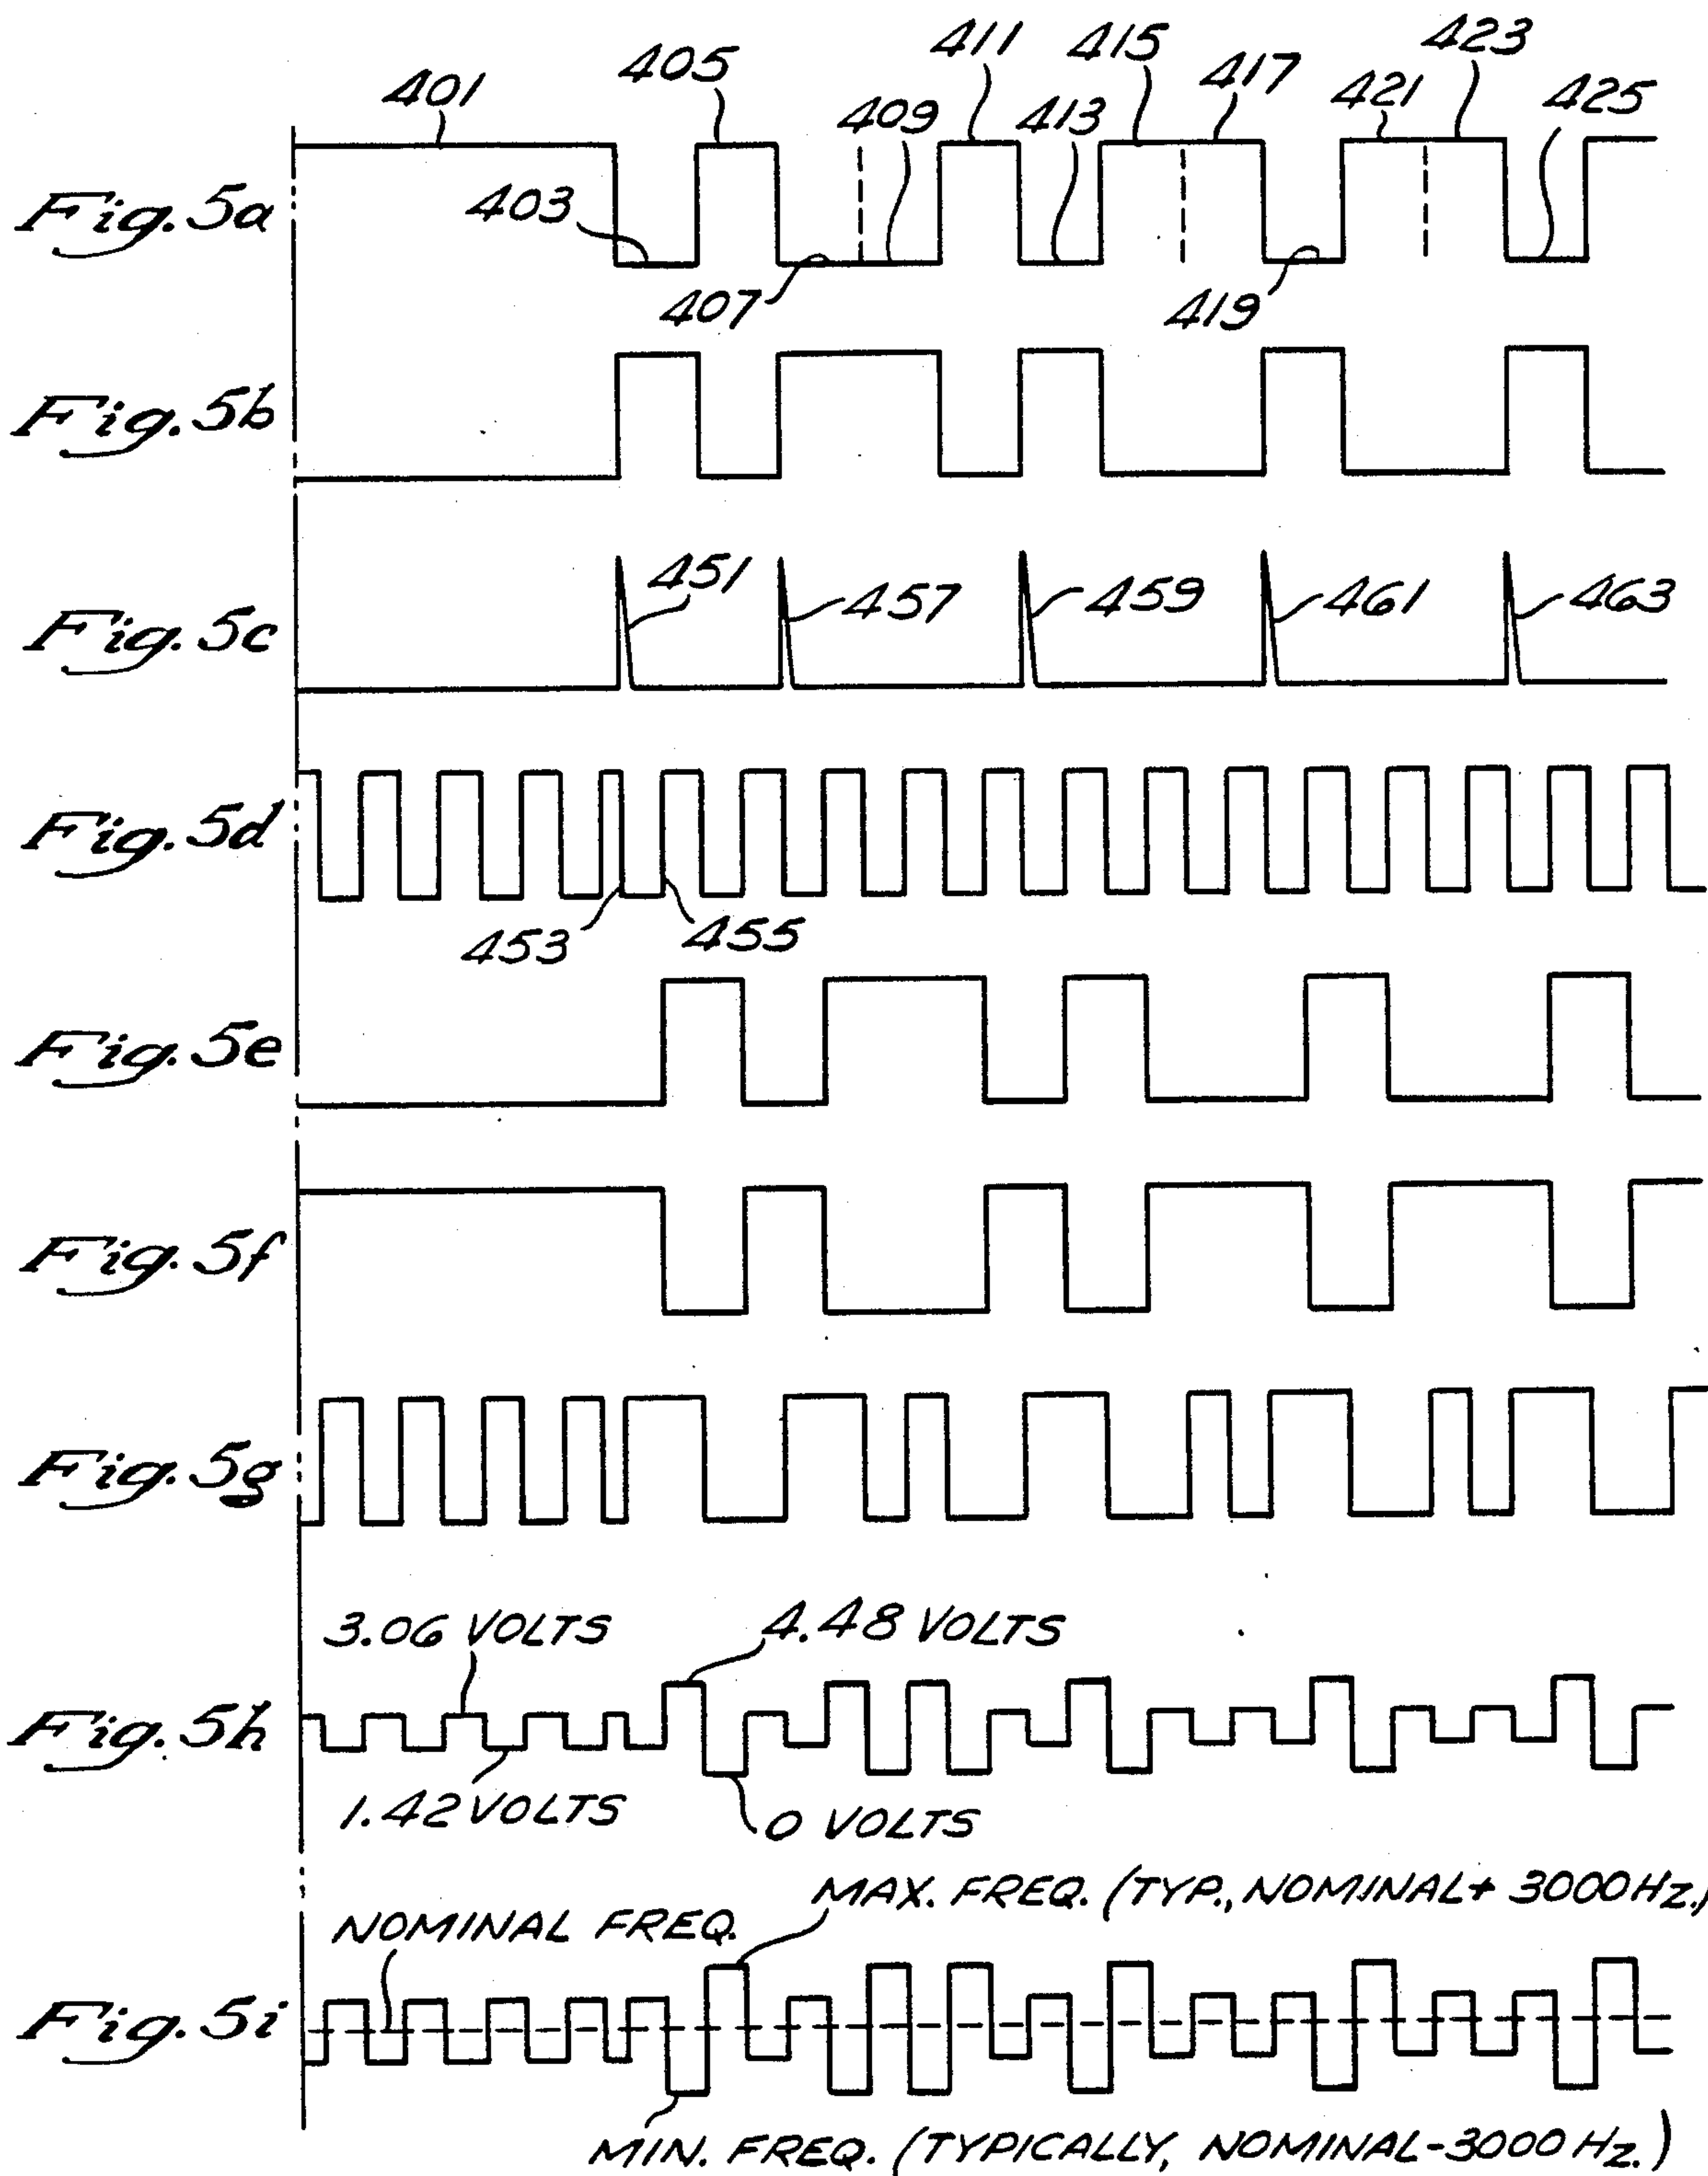 401
405
411
415
417
423
409
413
421
425
Fig. 5a
403
407
419
Fig. 5b
Fig. 5c
451
457
459
461
463
Fig. 5d
453
455
Fig. 5e
Fig. 5f
Fig. 5g
3.06 VOLTS
4.48 VOLTS
Fig. 5h
1.42 VOLTS
0 VOLTS
MAX. FREQ. (TYP., NOMINAL + 3000 Hz.)
NOMINAL FREQ.
Fig. 5i
MIN. FREQ. (TYPICALLY, NOMINAL-3000 Hz.)